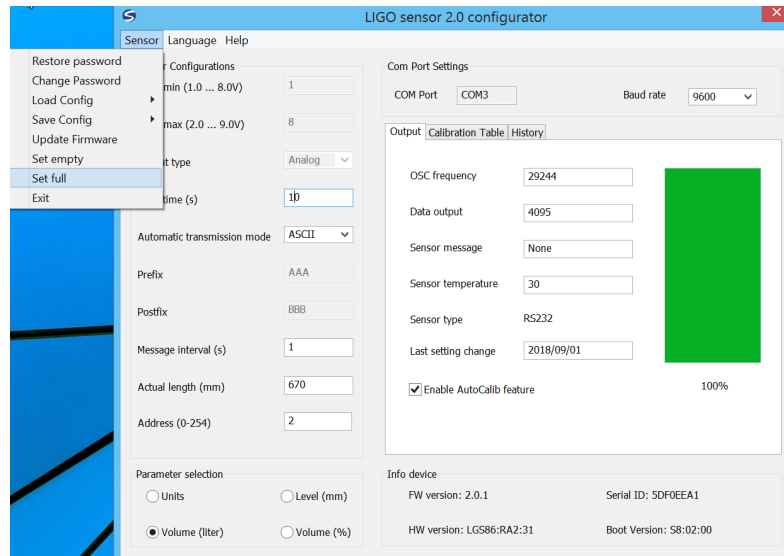 LIGO sensor 2.0 configurator
Sensor Language Help
Restore password
Change Password
Load Config
Save Config
Update Firmware
Set empty
Set full
Exit
Configurations
min (1.0 ... 8.0V) 1
max (2.0 ... 9.0V) 8
type Analog
time (s) 10
Automatic transmission mode ASCII
Prefix AAA
Postfix BBB
Message interval (s) 1
Actual length (mm) 670
Address (0-254) 2
Parameter selection
Units Level (mm)
Volume (liter) Volume (%)
Com Port Settings
COM Port COM3 Baud rate 9600
Output Calibration Table History
OSC frequency 29244
Data output 4095
Sensor message None
Sensor temperature 30
Sensor type RS232
Last setting change 2018/09/01
Enable AutoCalib feature 100%
Info device
FW version: 2.0.1 Serial ID: 5DF0EEA1
HW version: LGS86:RA2:31 Boot Version: S8:02:00